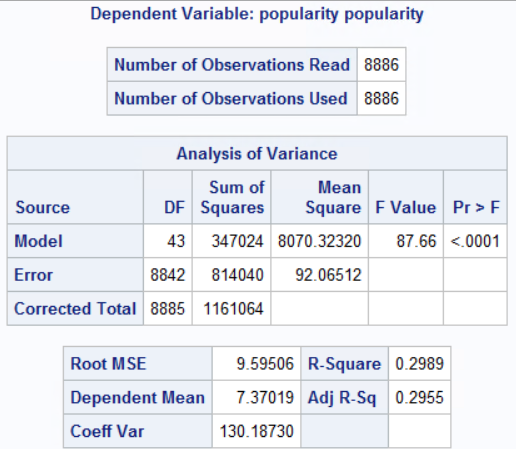 Dependent Variable: popularity popularity
Number of Observations Read 8886
Number of Observations Used 8886
Analysis of Variance
Source DF Sum of Squares Mean Square F Value Pr > F
Model 43 347024 8070.32320 87.66 <.0001
Error 8842 814040 92.06512
Corrected Total 8885 1161064
Root MSE 9.59506 R-Square 0.2989
Dependent Mean 7.37019 Adj R-Sq 0.2955
Coeff Var 130.18730